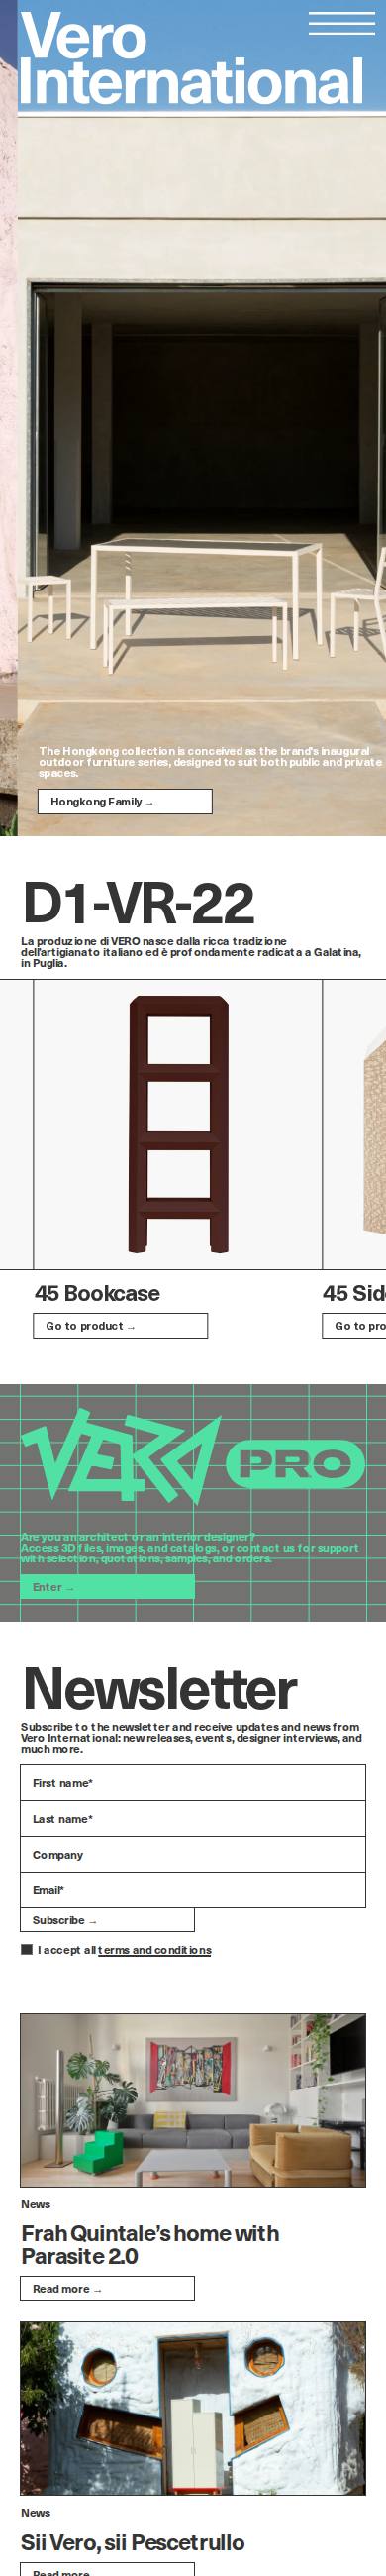 Vero
International
The Hongkong collection is conceived as the brand's inaugural
outdoor furniture series, designed to suit both public and private
spaces.
Hongkong Family →
D1-VR-22
La produzione di VERO nasce dalla ricca tradizione
dell'artigianato italiano ed è profondamente radicata a Galatina,
in Puglia.
45 Bookcase
Go to product →
45 Sid
Go to pro
VERO PRO
Are you an architect or an interior designer?
Access 3D files, images, and catalogs, or contact us for support
with selection, quotations, samples, and orders.
Enter →
Newsletter
Subscribe to the newsletter and receive updates and news from
Vero International: new releases, events, designer interviews, and
much more.
First name*
Last name*
Company
Email*
Subscribe →
I accept all terms and conditions
News
Frah Quintale's home with
Parasite 2.0
Read more →
News
Sii Vero, sii Pescetrullo
Read more